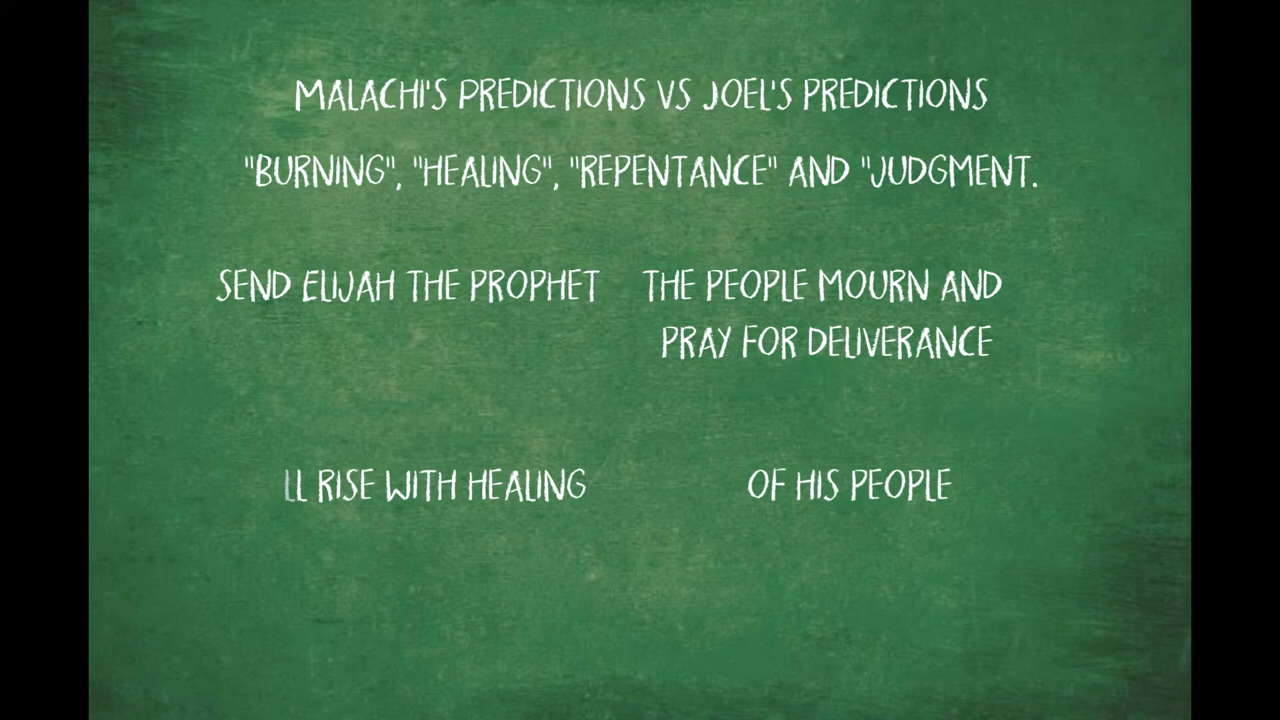 MALACHI'S PREDICTIONS VS JOEL'S PREDICTIONS
"BURNING", "HEALING", "REPENTANCE" AND "JUDGMENT.
SEND ELIJAH THE PROPHET
THE PEOPLE MOURN AND
PRAY FOR DELIVERANCE
LL RISE WITH HEALING
OF HIS PEOPLE